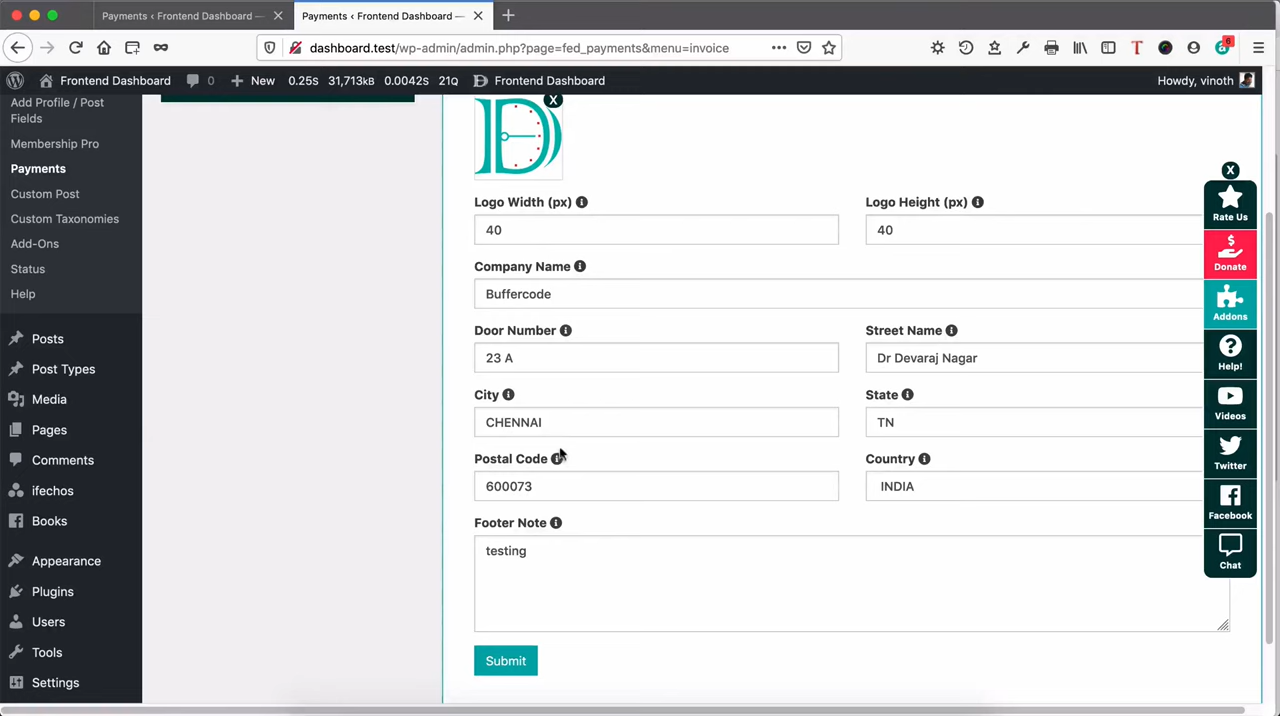 Payments ‹ Frontend Dashboard —
Payments ‹ Frontend Dashboard —
dashboard.test/wp-admin/admin.php?page=fed_payments&menu=invoice
6
Frontend Dashboard
0
New
0.25S
31,713kB
0.0042S
21Q
Frontend Dashboard
Howdy, vinoth
Add Profile / Post
Fields
Membership Pro
Payments
Custom Post
Custom Taxonomies
Add-Ons
Status
Help
Posts
Post Types
Media
Pages
Comments
ifechos
Books
Appearance
Plugins
Users
Tools
Settings
D
X
Logo Width (px)
Logo Height (px)
40
40
Company Name
Buffercode
Door Number
Street Name
23 A
Dr Devaraj Nagar
City
State
CHENNAI
TN
Postal Code
Country
600073
INDIA
Footer Note
testing
Submit
X
Rate Us
Donate
Addons
Help!
Videos
Twitter
Facebook
Chat